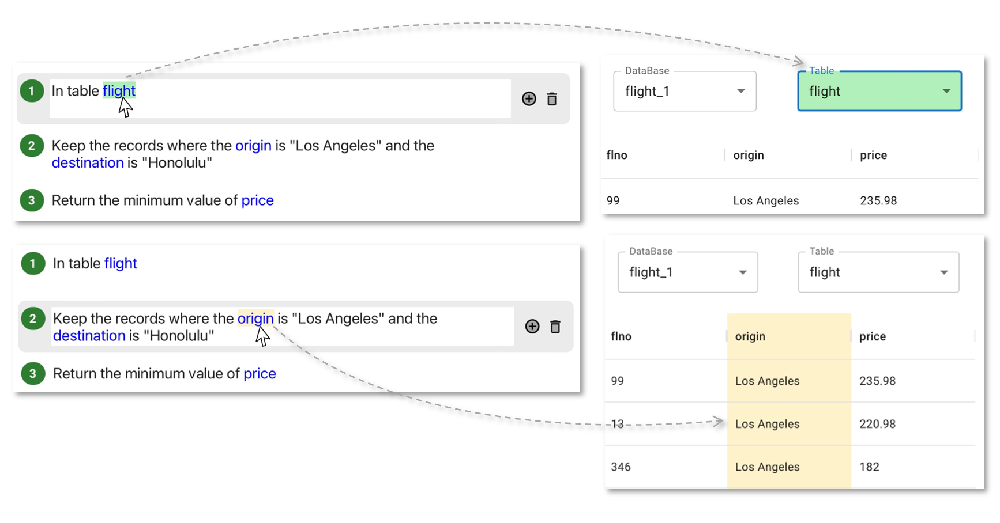 1 In table flight
2 Keep the records where the origin is "Los Angeles" and the
destination is "Honolulu"
3 Return the minimum value of price
DataBase Table
flight_1 flight
flno origin price
99 Los Angeles 235.98
1 In table flight
2 Keep the records where the origin is "Los Angeles" and the
destination is "Honolulu"
3 Return the minimum value of price
DataBase Table
flight_1 flight
flno origin price
99 Los Angeles 235.98
13 Los Angeles 220.98
346 Los Angeles 182